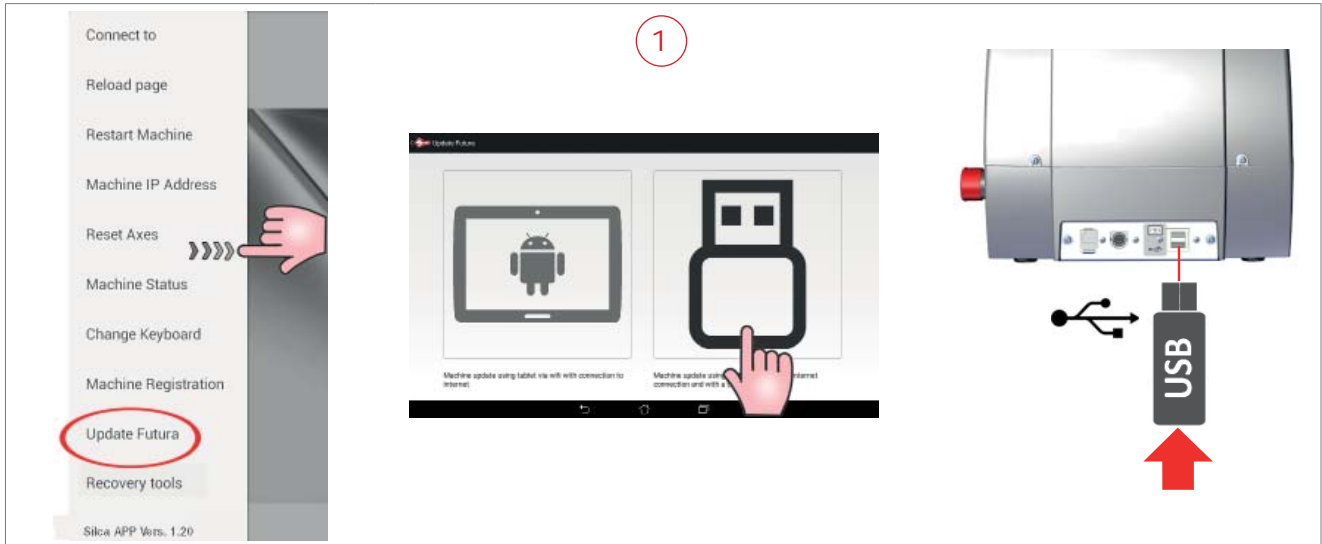 Connect to
Reload page
Restart Machine
Machine IP Address
Reset Axes
Machine Status
Change Keyboard
Machine Registration
Update Futura
Recovery tools
Silca APP Vers. 1.20
1
Update Futura
Machine update using tablet via wifi with connection to
internet
Machine update using internet
connection and with a
USB